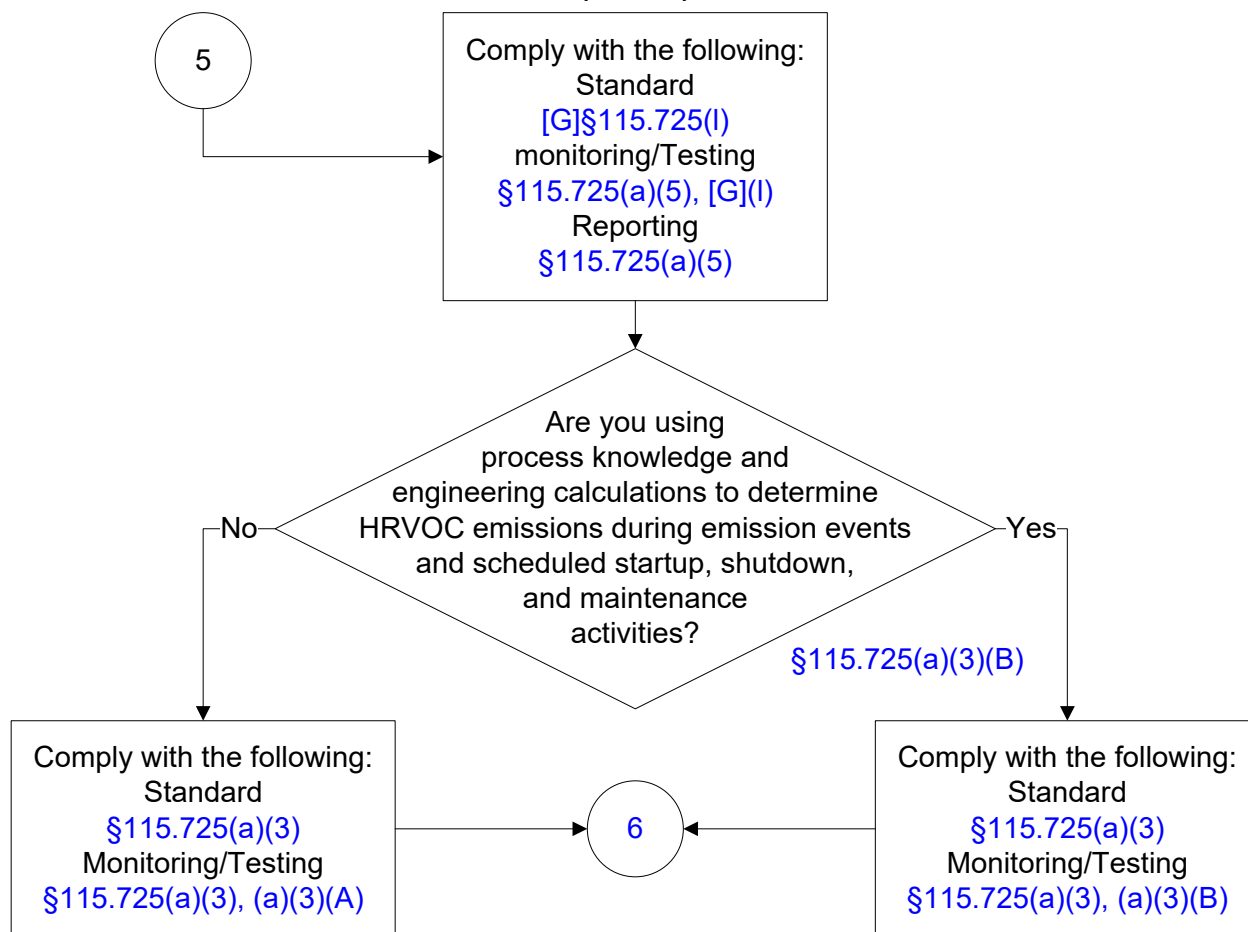 5
Comply with the following:
Standard
[G]§115.725(l)
monitoring/Testing
§115.725(a)(5), [G](l)
Reporting
§115.725(a)(5)
Are you using
process knowledge and
engineering calculations to determine
HRVOC emissions during emission events
and scheduled startup, shutdown,
and maintenance
activities?
No
Yes
§115.725(a)(3)(B)
Comply with the following:
Standard
§115.725(a)(3)
Monitoring/Testing
§115.725(a)(3), (a)(3)(A)
6
Comply with the following:
Standard
§115.725(a)(3)
Monitoring/Testing
§115.725(a)(3), (a)(3)(B)